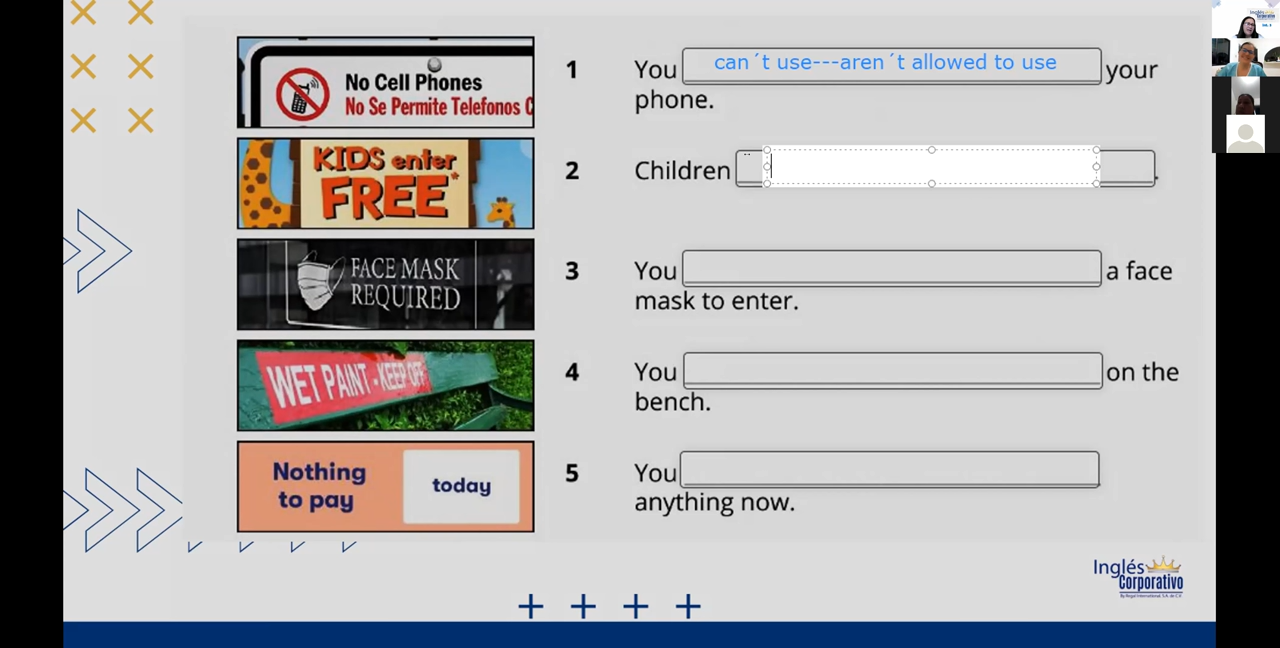 No Cell Phones
No Se Permite Telefonos C
1 You can´t use---aren´t allowed to use your
phone.
KIDS enter
FREE*
2 Children .
FACE MASK
REQUIRED
3 You a face
mask to enter.
WET PAINT - KEEP OFF
4 You on the
bench.
Nothing
to pay
today
5 You
anything now.
Inglés
Corporativo